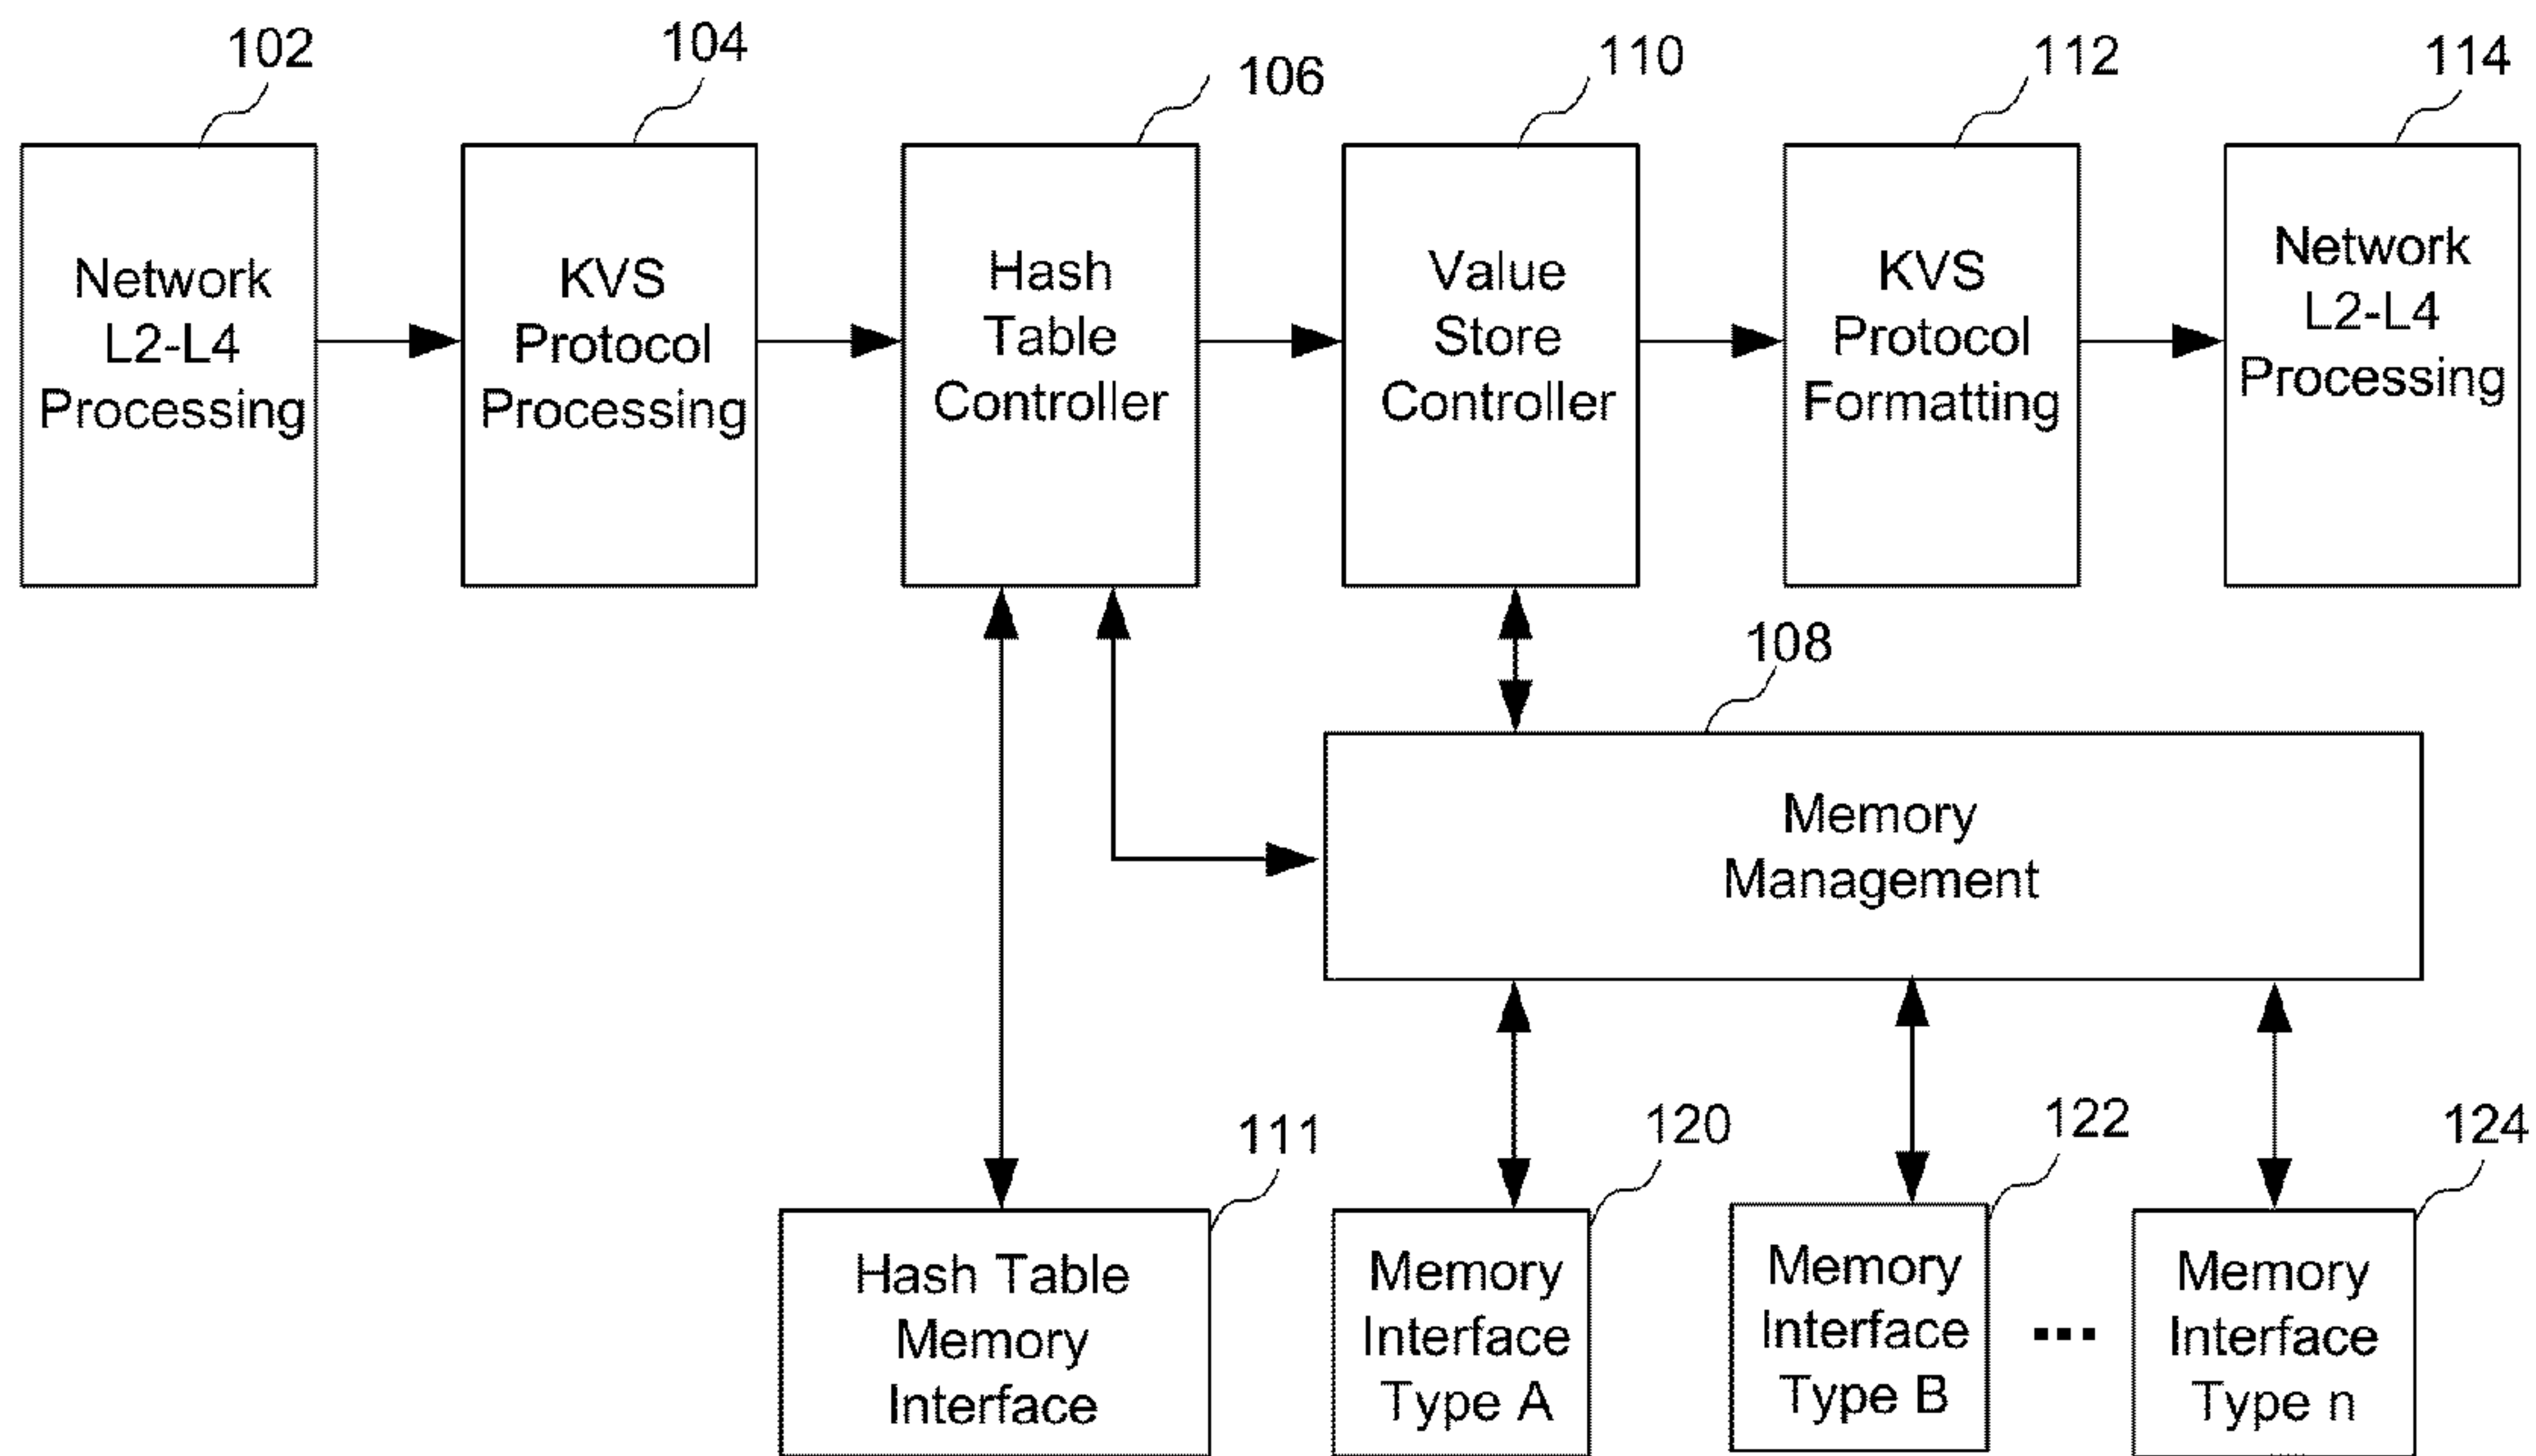 102
104
106
110
112
114
Network
L2-L4
Processing
KVS
Protocol
Processing
Hash
Table
Controller
Value
Store
Controller
KVS
Protocol
Formatting
Network
L2-L4
Processing
108
Memory
Management
111
120
122
124
Hash Table
Memory
Interface
Memory
Interface
Type A
Memory
Interface
Type B
...
Memory
Interface
Type n